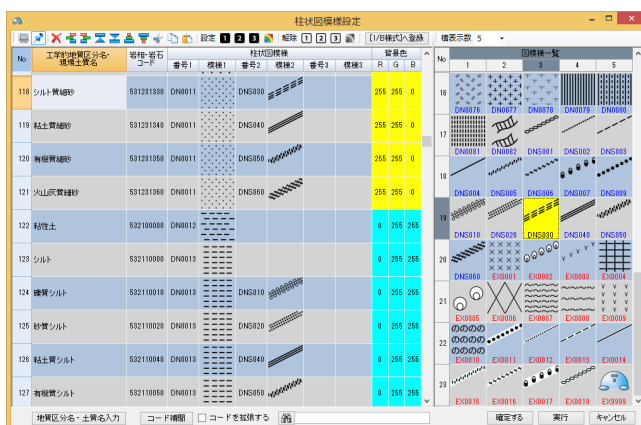 柱状図模様設定
設定 1 2 3 解除 1 2 3 [1/B様式]へ登録 横表示数 5
No 工学的地質区分名・現場土質名 岩相・岩石コード 柱状図模様 背景色
番号1 模様1 番号2 模様2 番号3 模様3 R G B
118 シルト質細砂 531231330 DN0011 DNS030 255 255 0
119 粘土質細砂 531231340 DN0011 DNS040 255 255 0
120 有機質細砂 531231350 DN0011 DNS050 255 255 0
121 火山灰質細砂 531231360 DN0011 DNS060 255 255 0
122 粘性土 532100000 DN0012 0 255 255
123 シルト 532110000 DN0013 0 255 255
124 礫質シルト 532110010 DN0013 DNS010 0 255 255
125 砂質シルト 532110020 DN0013 DNS020 0 255 255
126 粘土質シルト 532110040 DN0013 DNS040 0 255 255
127 有機質シルト 532110050 DN0013 DNS050 0 255 255
No 図模様一覧
1 2 3 4 5
16 DN0076 DN0077 DN0078 DN0079 DN0080
17 DN0081 DN0082 DNS001 DNS002 DNS003
18 DNS004 DNS005 DNS006 DNS007 DNS009
19 DNS010 DNS020 DNS030 DNS040 DNS050
20 DNS060 EX0001 EX0002 EX0003 EX0004
21 EX0005 EX0006 EX0007 EX0008 EX0009
22 EX0010 EX0011 EX0012 EX0013 EX0014
23 EX0015 EX0016 EX0017 EX0019 EX9999
地質区分名・土質名入力 コード補間 コードを拡張する 確定する 実行 キャンセル